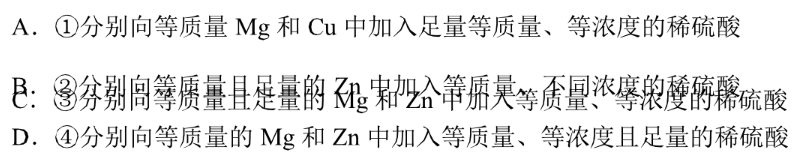 A．①分别向等质量 Mg 和 Cu 中加入足量等质量、等浓度的稀硫酸
B．②分别向等质量且足量的 Zn 中加入等质量、不同浓度的稀硫酸
C．③分别向等质量且足量的 Mg 和 Zn 中加入等质量、等浓度的稀硫酸
D．④分别向等质量的 Mg 和 Zn 中加入等质量、等浓度且足量的稀硫酸